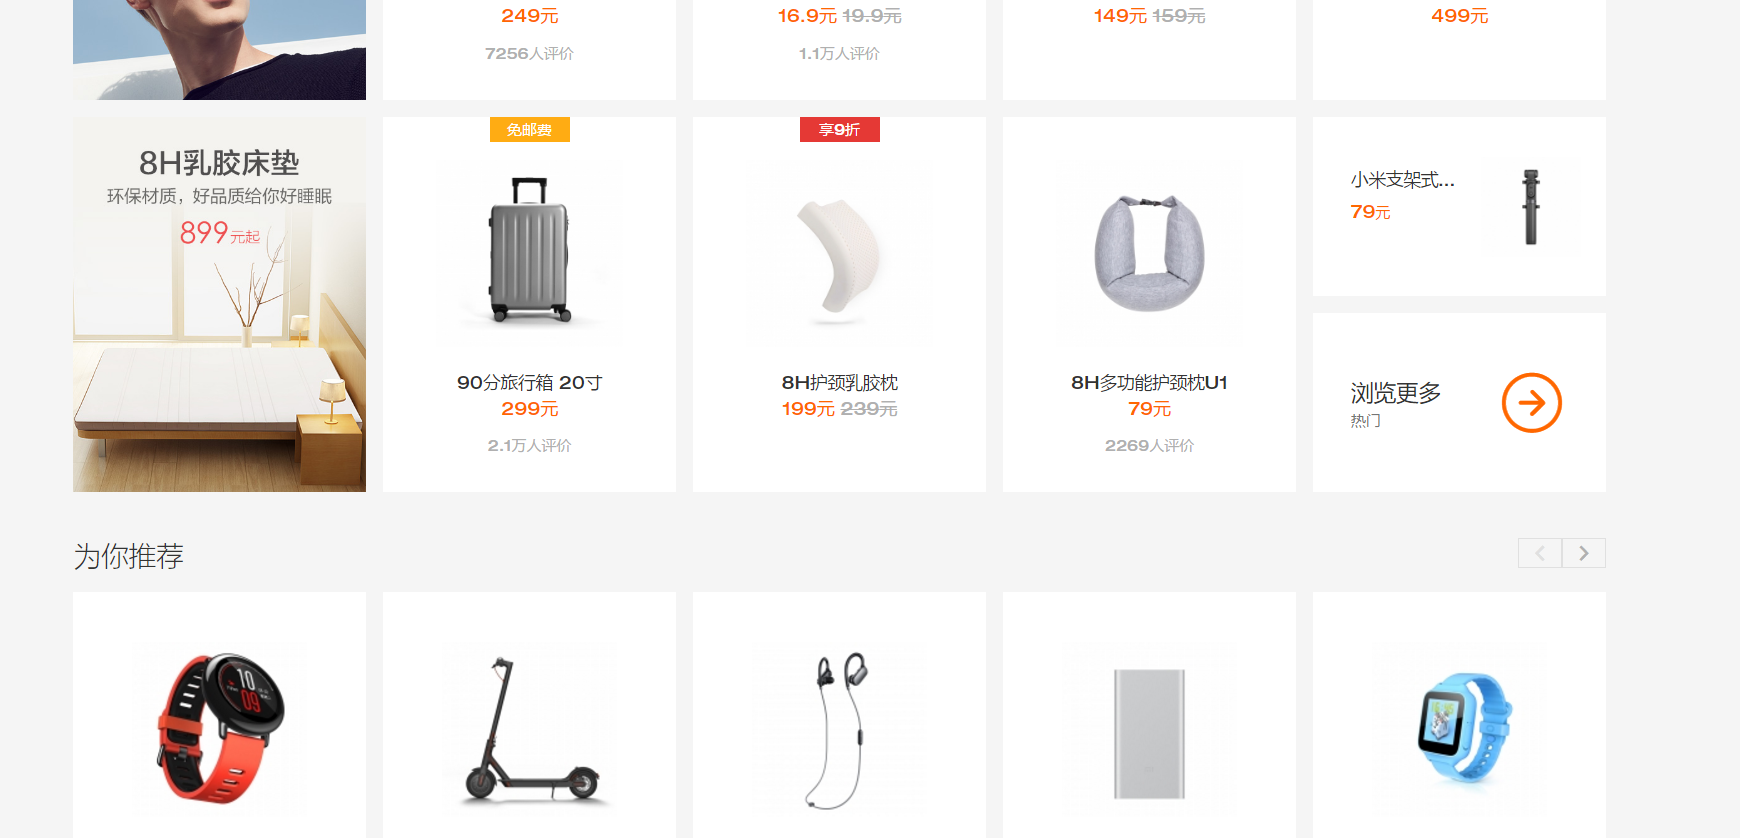 249元
16.9元 19.9元
149元 159元
499元
7256人评价
1.1万人评价
8H乳胶床垫
环保材质，好品质给你好睡眠
899元起
免邮费
90分旅行箱 20寸
299元
2.1万人评价
享9折
8H护颈乳胶枕
199元 239元
8H多功能护颈枕U1
79元
2269人评价
小米支架式...
79元
浏览更多
热门
为你推荐
10
09